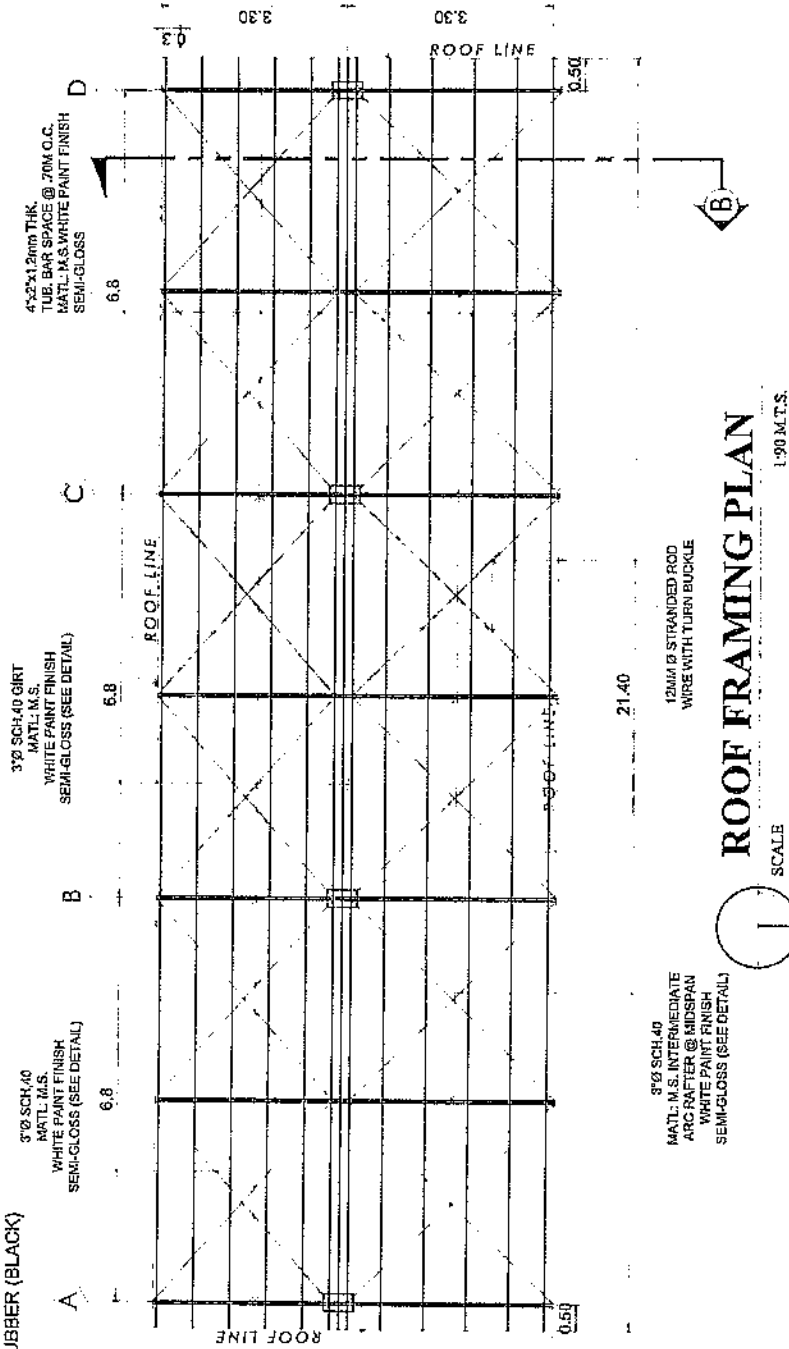 UBBER (BLACK)
3"Ø SCH,40
MATL: M.S.
WHITE PAINT FINISH
SEMI-GLOSS (SEE DETAIL)
3"Ø SCH,40 GIRT
MATL: M.S.
WHITE PAINT FINISH
SEMI-GLOSS (SEE DETAIL)
4"x2"x1.2mm THK.
TUB. BAR SPACE @ .70M O.C.
MATL: M.S.WHITE PAINT FINISH
SEMI-GLOSS
A
6.8
B
6.8
C
6.8
D
0.3
3.30
3.30
ROOF LINE
ROOF LINE
ROOF LINE
ROOF LINE
0.50
0.50
21.40
B
3"Ø SCH,40
MATL: M.S. INTERMEDIATE
ARC RAFTER @ MIDSPAN
WHITE PAINT FINISH
SEMI-GLOSS (SEE DETAIL)
12MM Ø STRANDED ROD
WIRE WITH TURN BUCKLE
ROOF FRAMING PLAN
SCALE
1:90 M.T.S.